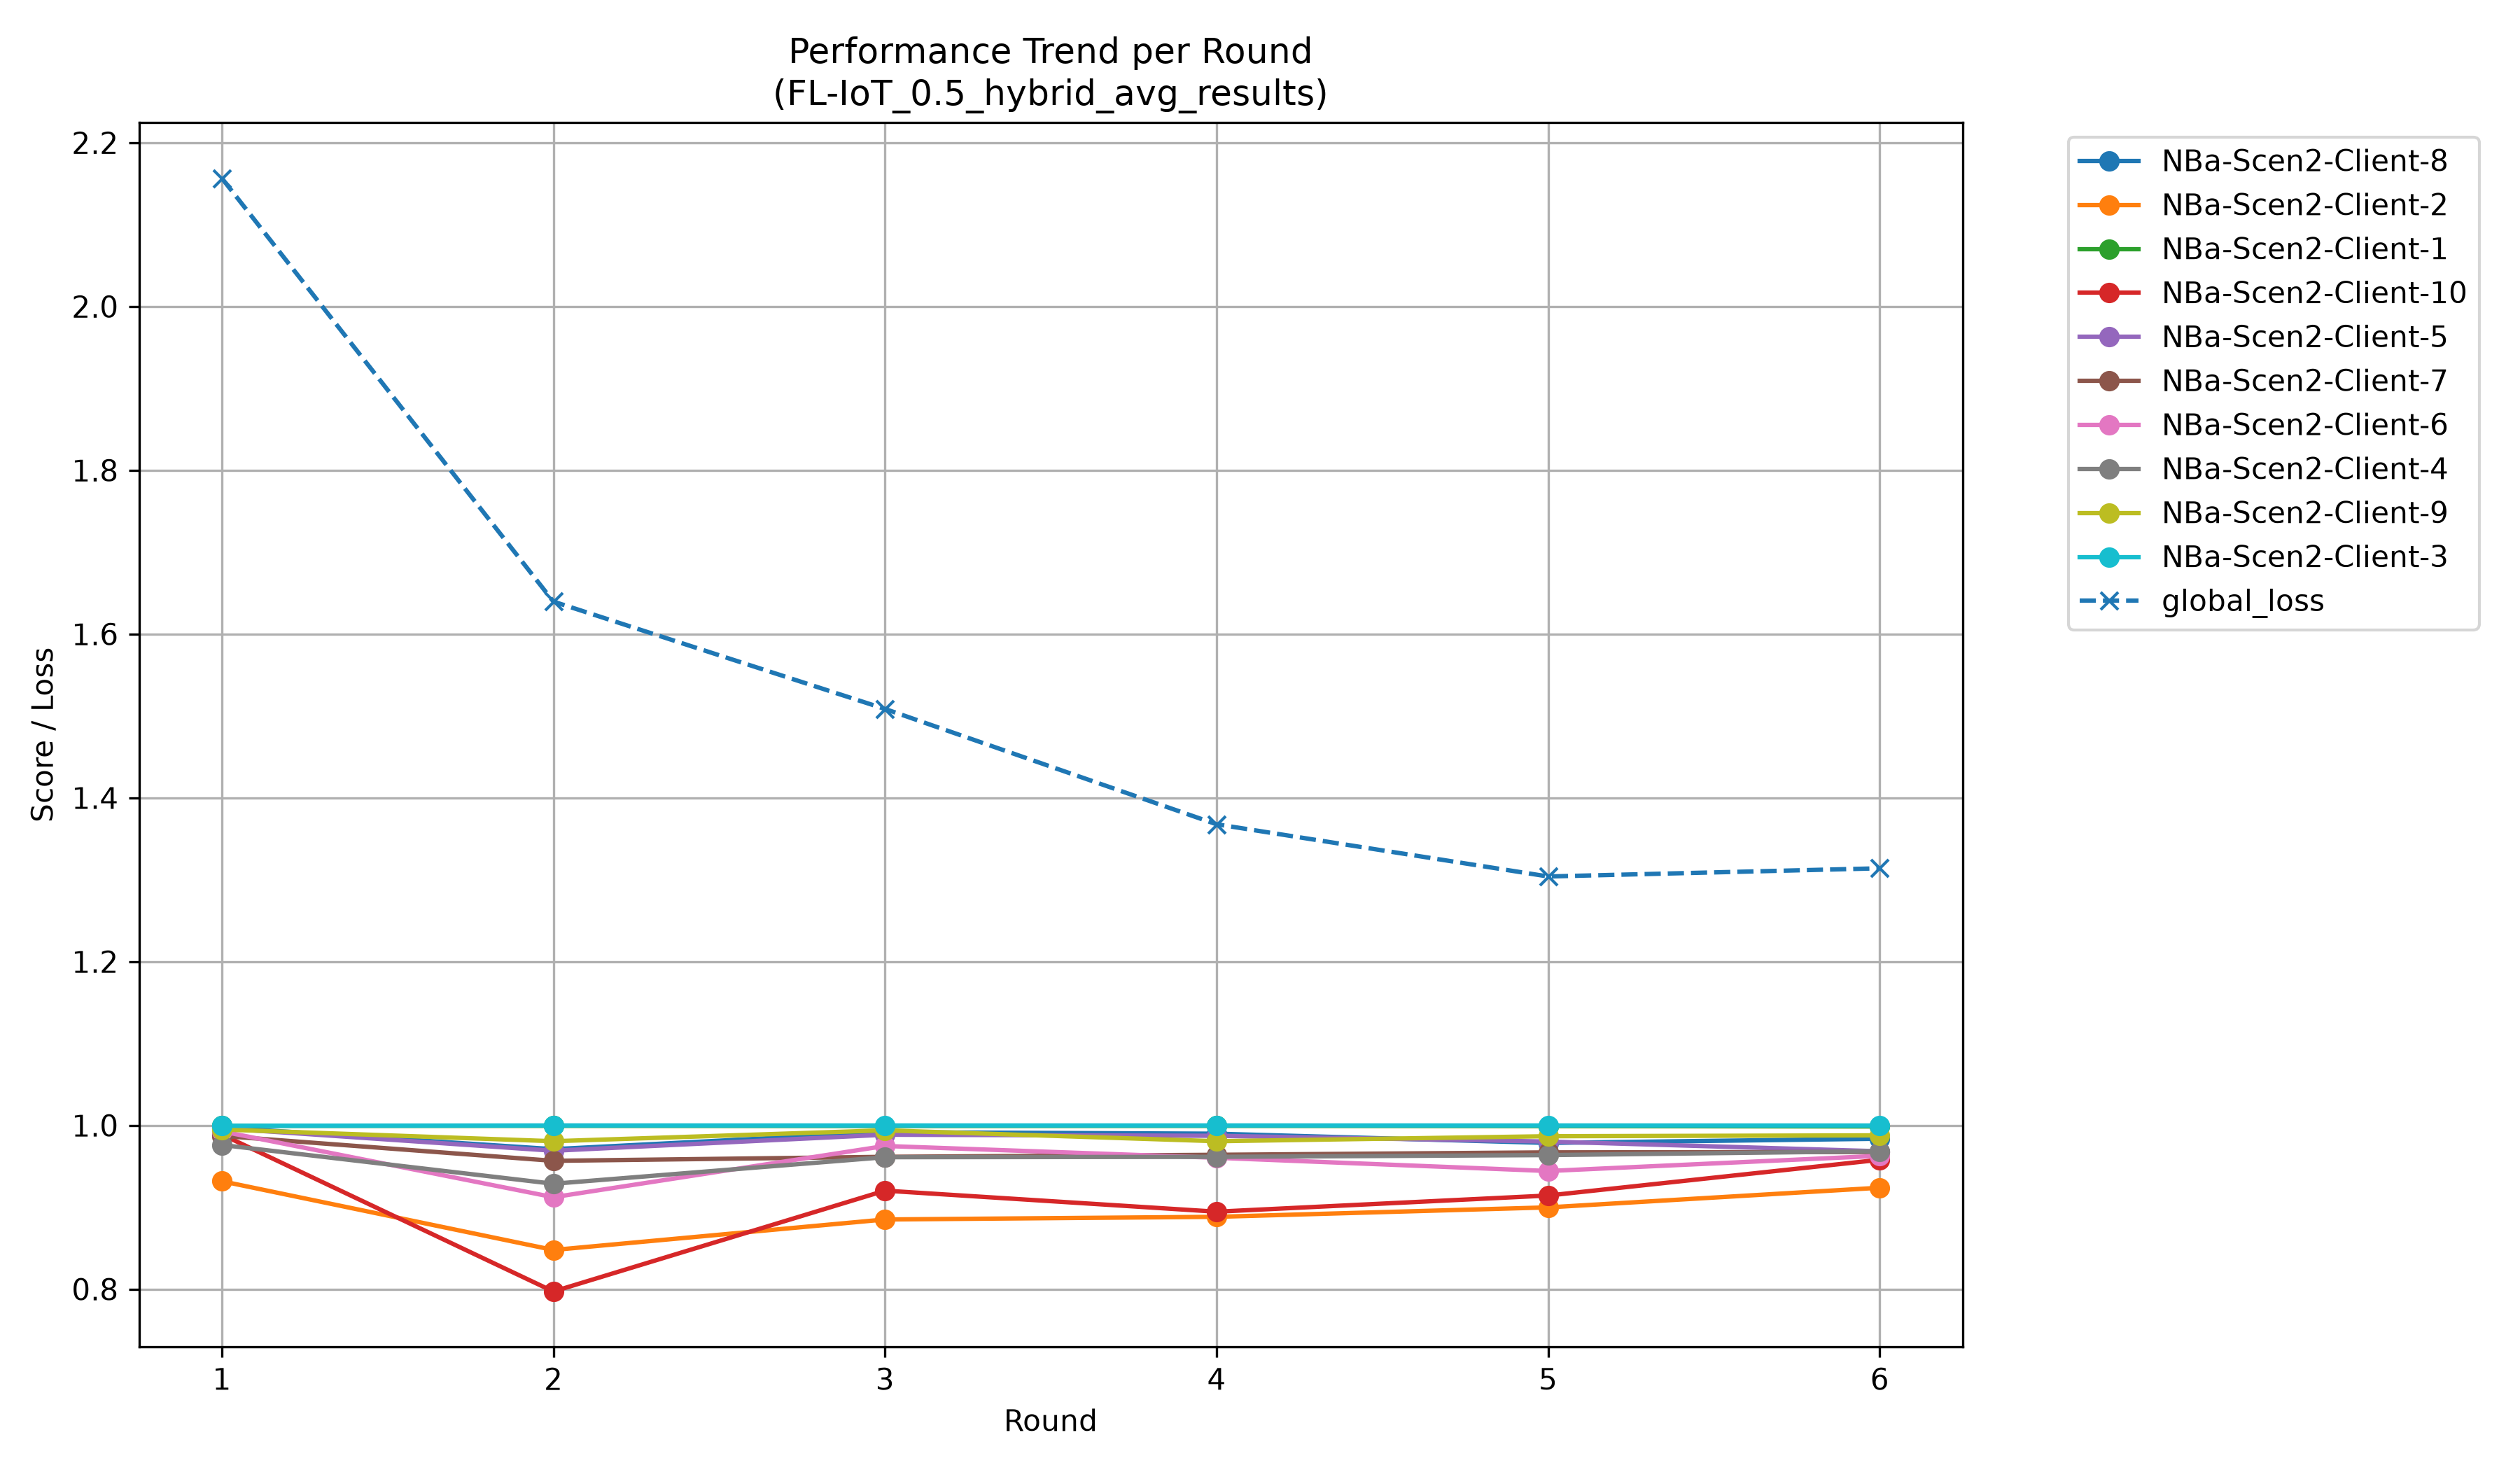 Performance Trend per Round
(FL-IoT_0.5_hybrid_avg_results)
2.2
2.0
1.8
1.6
1.4
1.2
1.0
0.8
Score / Loss
1 2 3 4 5 6
Round
NBa-Scen2-Client-8
NBa-Scen2-Client-2
NBa-Scen2-Client-1
NBa-Scen2-Client-10
NBa-Scen2-Client-5
NBa-Scen2-Client-7
NBa-Scen2-Client-6
NBa-Scen2-Client-4
NBa-Scen2-Client-9
NBa-Scen2-Client-3
global_loss